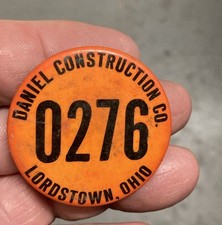 DANIEL CONSTRUCTION CO.
0276
LORDSTOWN, OHIO